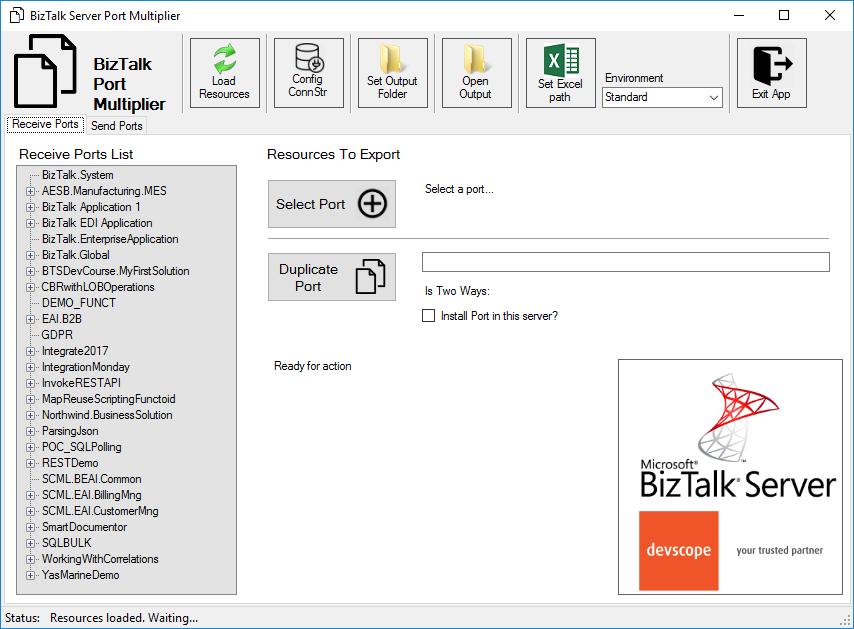 BizTalk Server Port Multiplier
BizTalk
Port
Multiplier
Load
Resources
Config
ConnStr
Set Output
Folder
Open
Output
Set Excel
path
Environment
Standard
Exit App
Receive Ports
Send Ports
Receive Ports List
BizTalk.System
AESB.Manufacturing.MES
BizTalk Application 1
BizTalk EDI Application
BizTalk.EnterpriseApplication
BizTalk.Global
BTSDevCourse.MyFirstSolution
CBRwithLOBOperations
DEMO_FUNCT
EAI.B2B
GDPR
Integrate2017
IntegrationMonday
InvokeRESTAPI
MapReuseScriptingFunctoid
Northwind.BusinessSolution
ParsingJson
POC_SQLPolling
RESTDemo
SCML.BEAI.Common
SCML.EAI.BillingMng
SCML.EAI.CustomerMng
SmartDocumentor
SQLBULK
WorkingWithCorrelations
YasMarineDemo
Resources To Export
Select Port
Select a port...
Duplicate
Port
Is Two Ways:
Install Port in this server?
Ready for action
Microsoft®
BizTalk® Server
devscope
your trusted partner
Status: Resources loaded. Waiting...